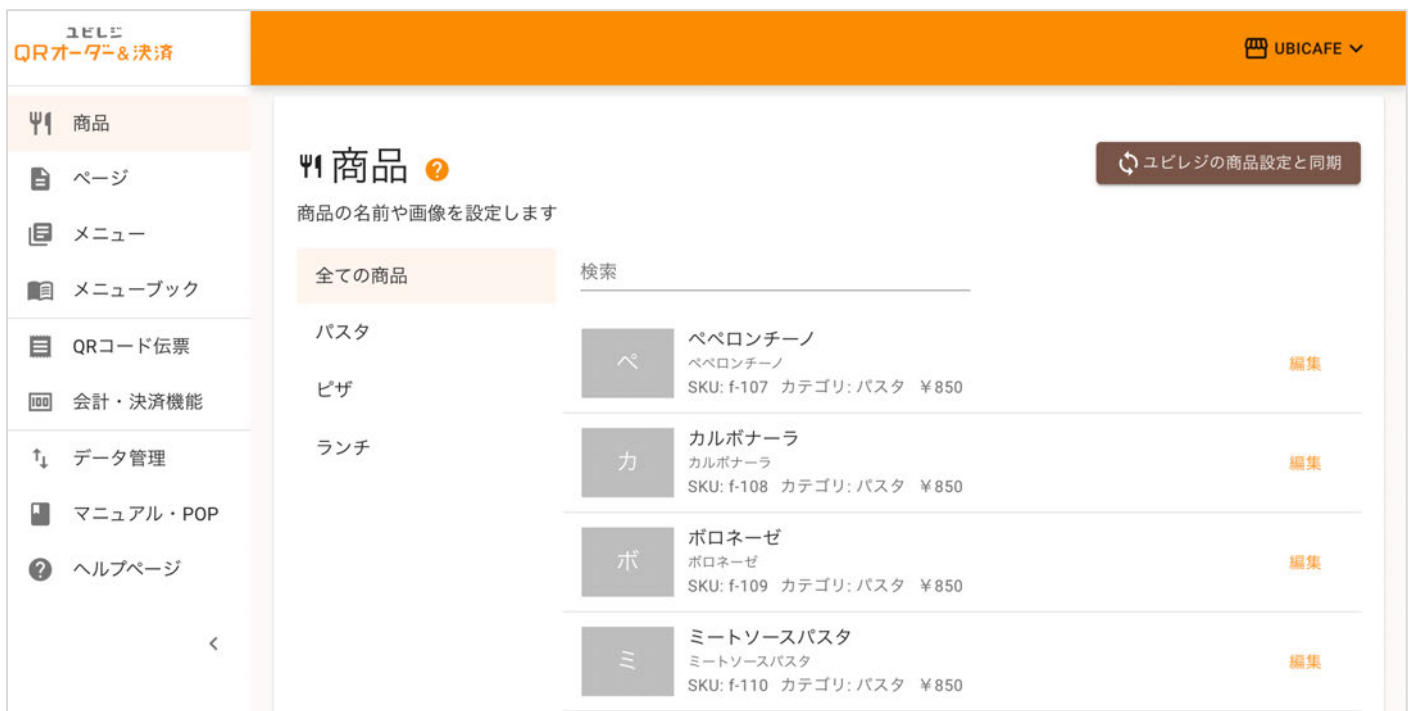 ユビレジ
QRオーダー&決済
UBICAFE
商品
ページ
メニュー
メニューブック
QRコード伝票
会計・決済機能
データ管理
マニュアル・POP
ヘルプページ
商品 ?
ユビレジの商品設定と同期
商品の名前や画像を設定します
全ての商品
パスタ
ピザ
ランチ
検索
ペ
ペペロンチーノ
ペペロンチーノ
SKU: f-107 カテゴリ: パスタ ¥850
編集
カ
カルボナーラ
カルボナーラ
SKU: f-108 カテゴリ: パスタ ¥850
編集
ボ
ボロネーゼ
ボロネーゼ
SKU: f-109 カテゴリ: パスタ ¥850
編集
ミ
ミートソースパスタ
ミートソースパスタ
SKU: f-110 カテゴリ: パスタ ¥850
編集